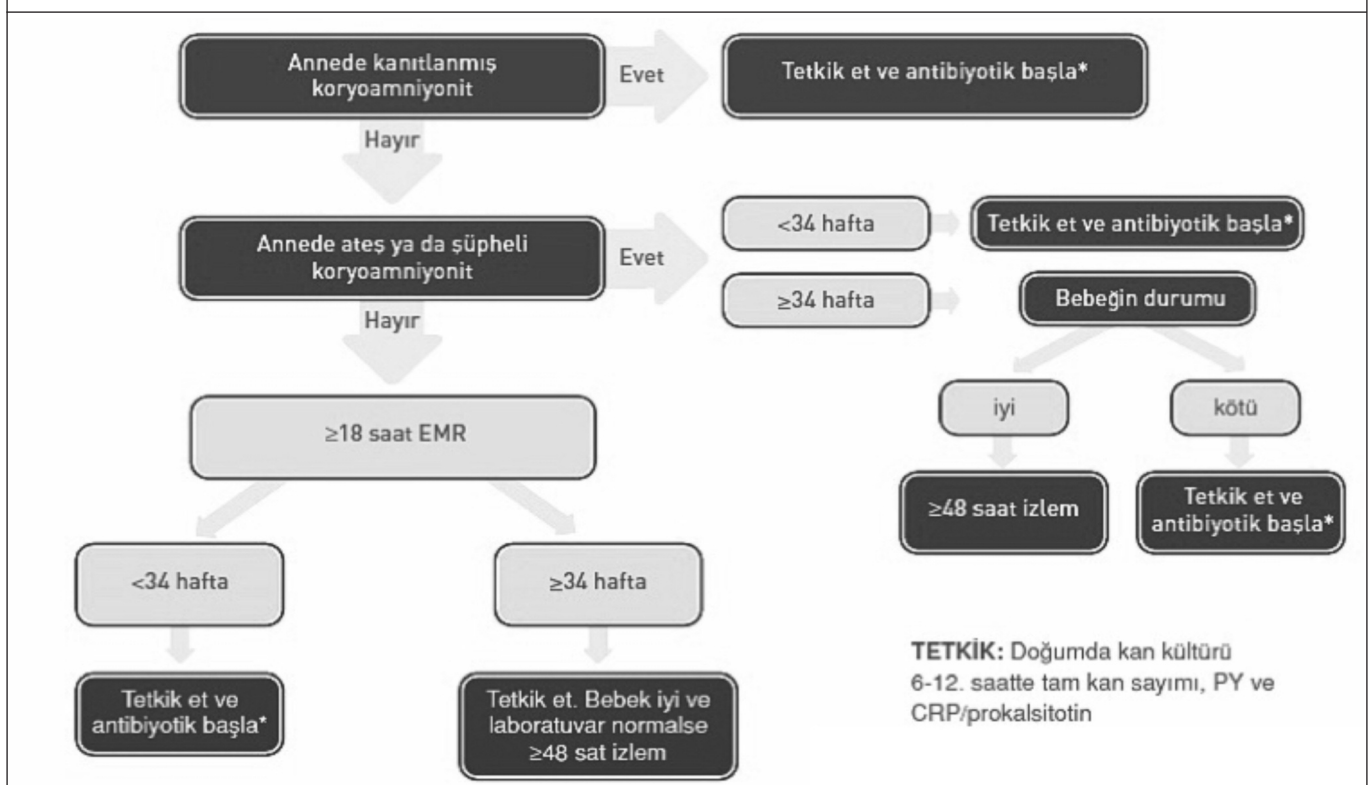 Annede kanıtlanmış
koryoamniyonit
Evet
Tetkik et ve antibiyotik başla*
Hayır
Annede ateş ya da şüpheli
koryoamniyonit
Evet
<34 hafta
Tetkik et ve antibiyotik başla*
≥34 hafta
Bebeğin durumu
Hayır
iyi
kötü
≥18 saat EMR
≥48 saat izlem
Tetkik et ve
antibiyotik başla*
<34 hafta
≥34 hafta
Tetkik et ve
antibiyotik başla*
Tetkik et. Bebek iyi ve
laboratuvar normalse
≥48 sat izlem
TETKİK: Doğumda kan kültürü
6-12. saatte tam kan sayımı, PY ve
CRP/prokalsitotin